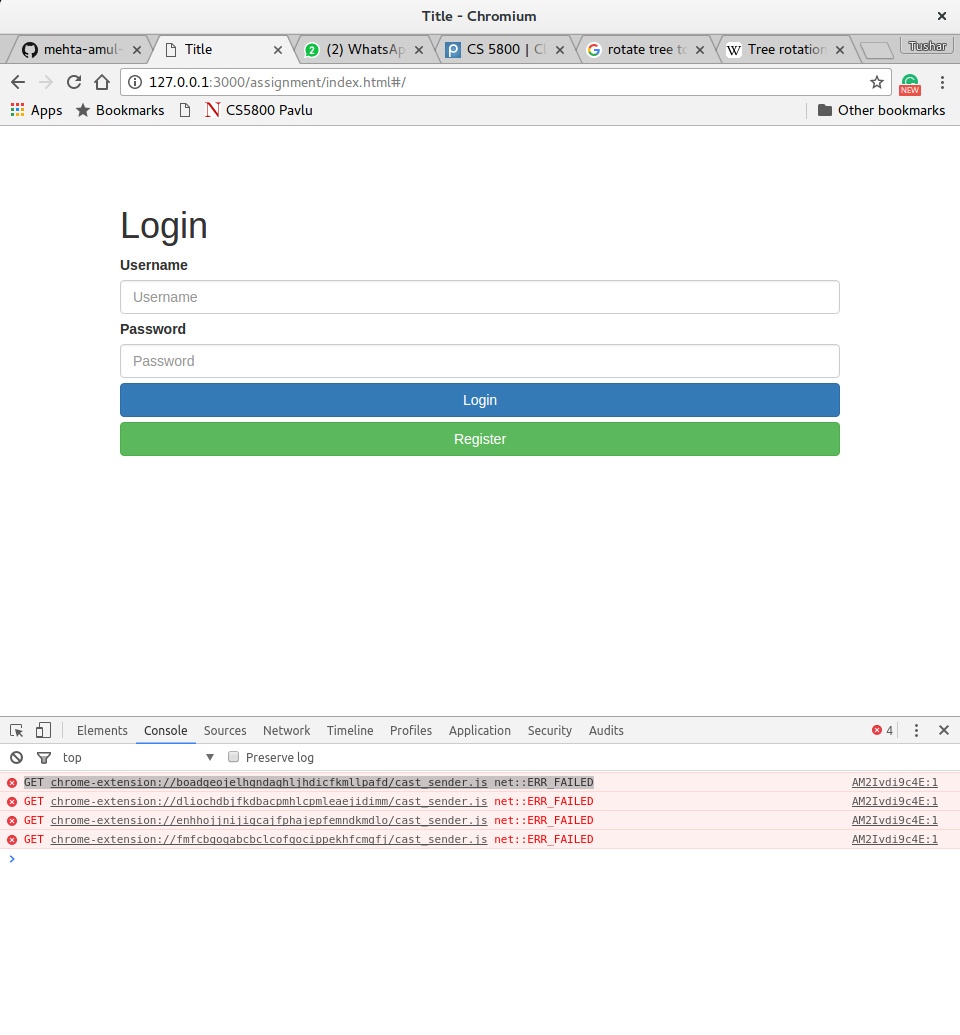 Title - Chromium
mehta-amul- Title (2) WhatsAp CS 5800 | Cl rotate tree to Tree rotation Tushar
127.0.0.1:3000/assignment/index.html#/ NEW
Apps Bookmarks CS5800 Pavlu Other bookmarks
Login
Username
Username
Password
Password
Login
Register
Elements Console Sources Network Timeline Profiles Application Security Audits 4
top Preserve log
GET chrome-extension://boadgeojelhgndaghljhdicfkmllpafd/cast_sender.js net::ERR_FAILED AM2Ivdi9c4E:1
GET chrome-extension://dliochdbjfkdbacpmhlcpmleaejidimm/cast_sender.js net::ERR_FAILED AM2Ivdi9c4E:1
GET chrome-extension://enhhojjnijigcajfphajepfemndkmdlo/cast_sender.js net::ERR_FAILED AM2Ivdi9c4E:1
GET chrome-extension://fmfcbgogabcbclcofgocippekhfcmgfj/cast_sender.js net::ERR_FAILED AM2Ivdi9c4E:1